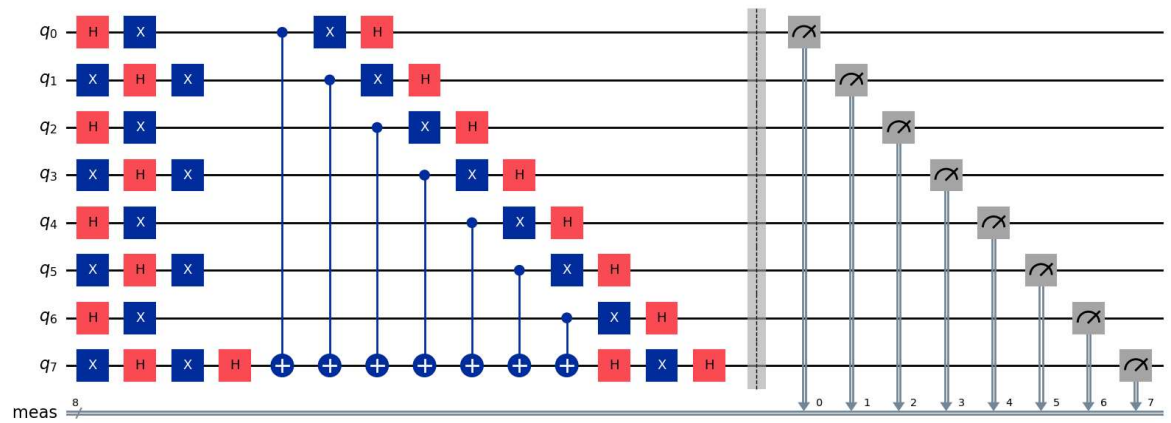 q0 H X X H
q1 X H X X H
q2 H X X H
q3 X H X X H
q4 H X X H
q5 X H X X H
q6 H X X H
q7 X H X H H X H
meas 8 0 1 2 3 4 5 6 7